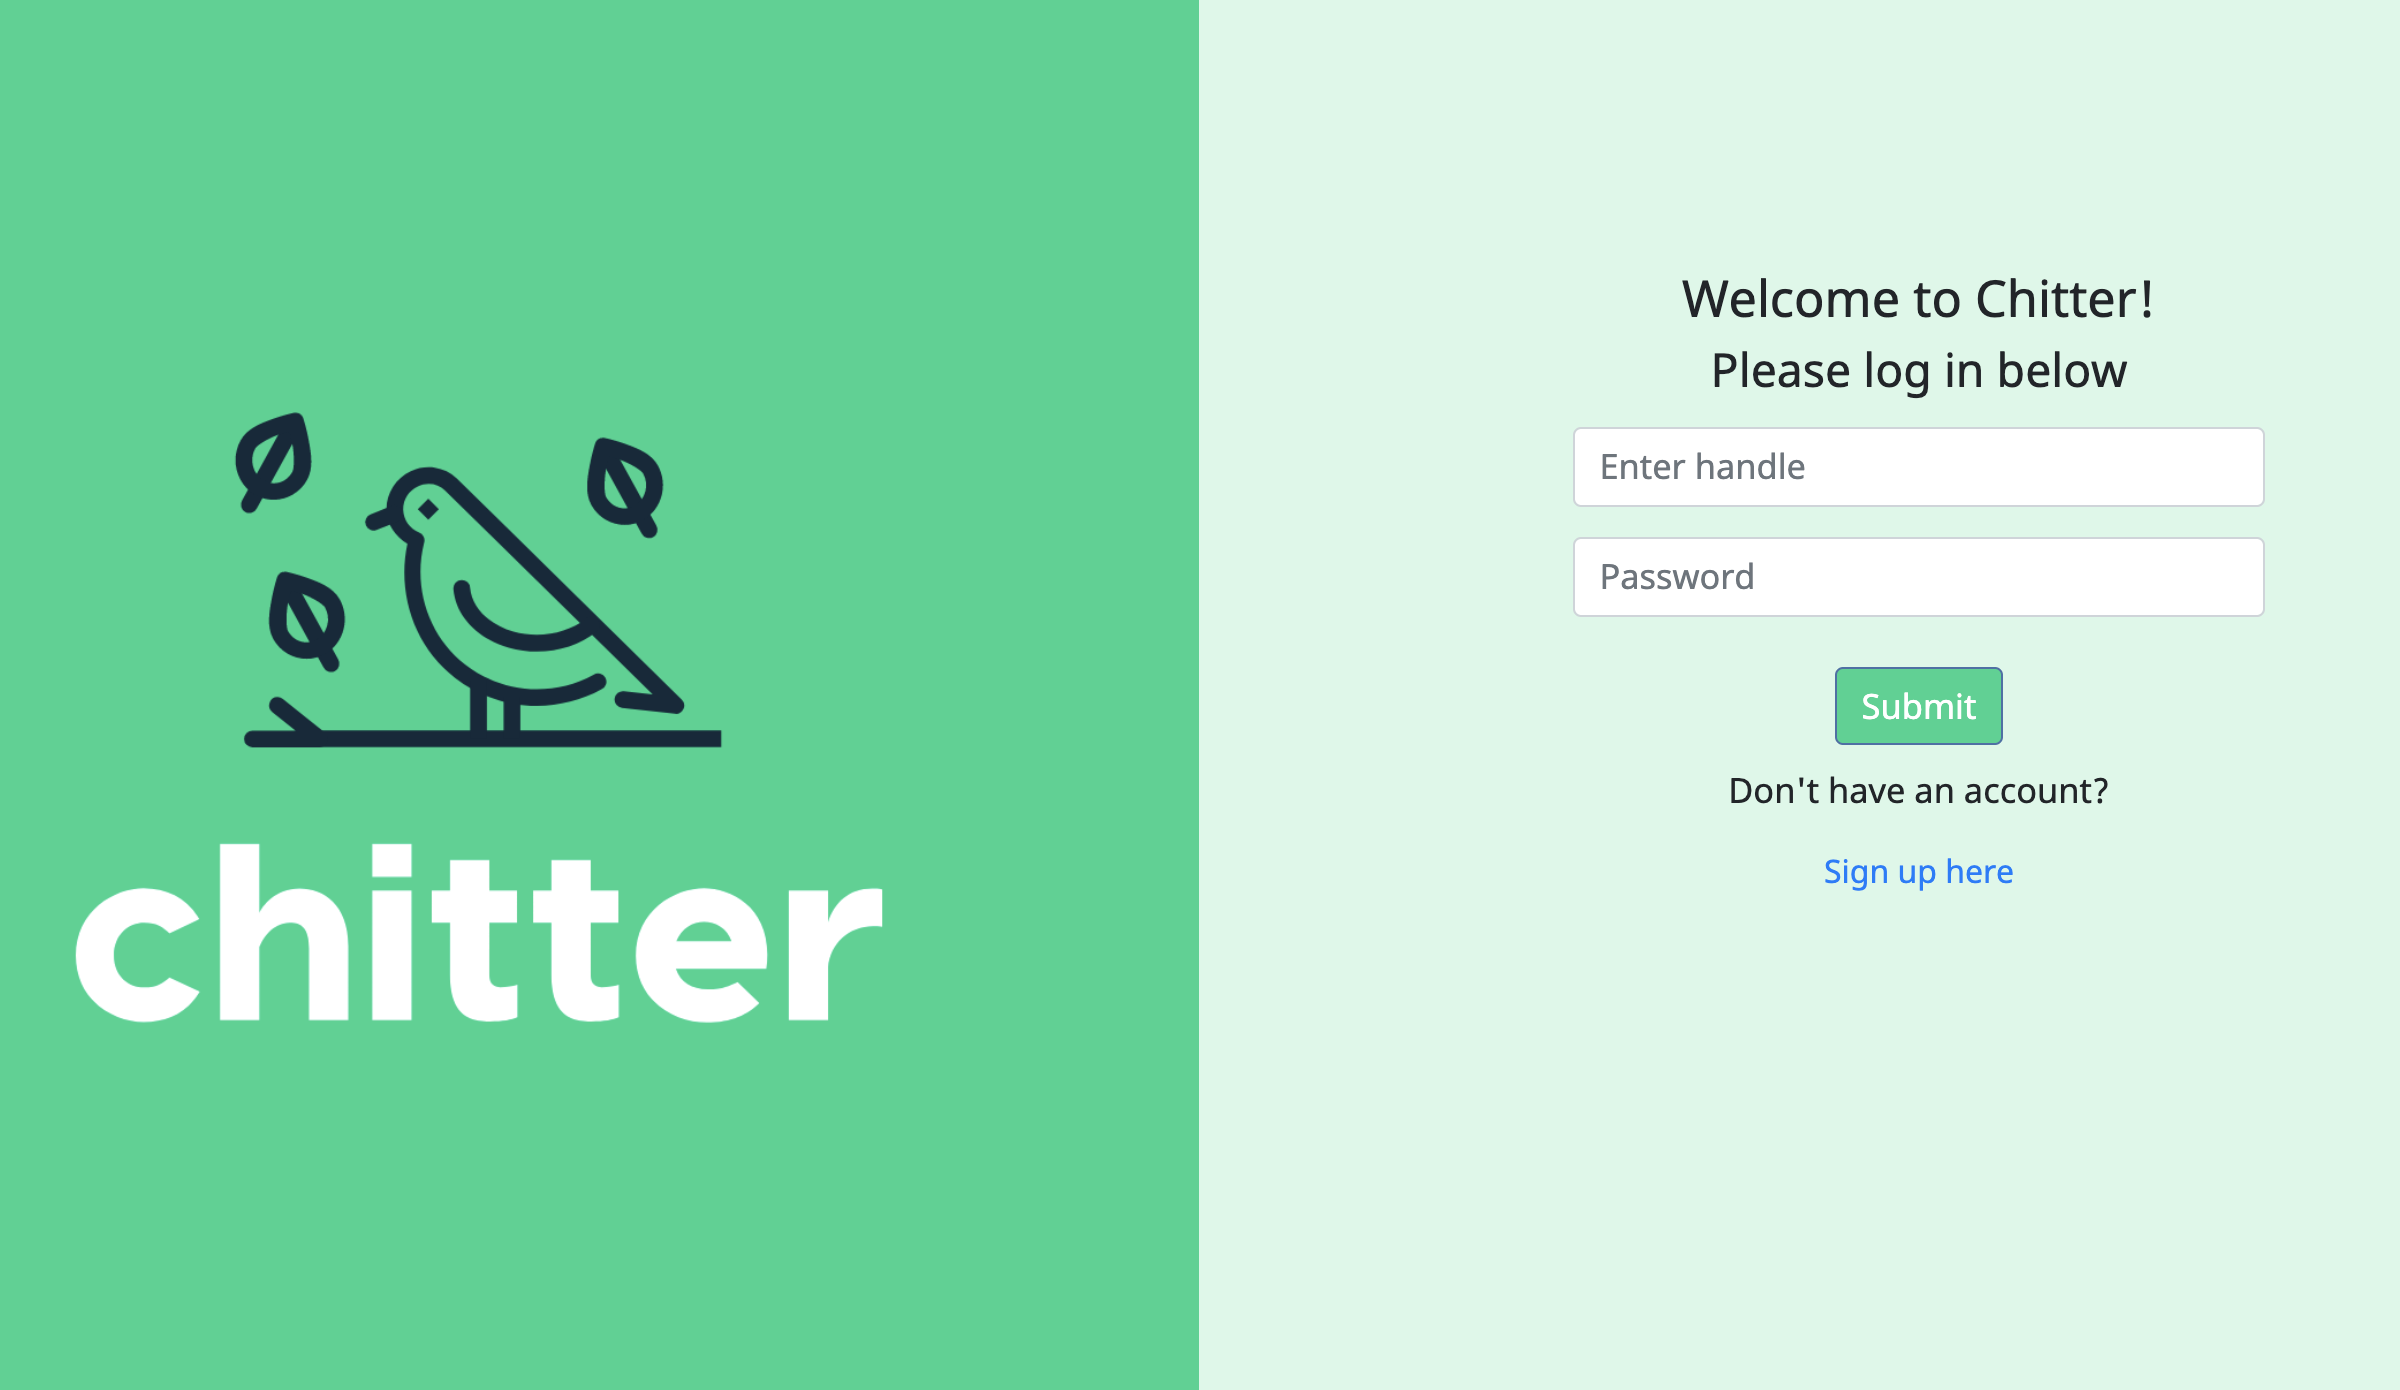 chitter
Welcome to Chitter!
Please log in below
Enter handle
Password
Submit
Don't have an account?
Sign up here